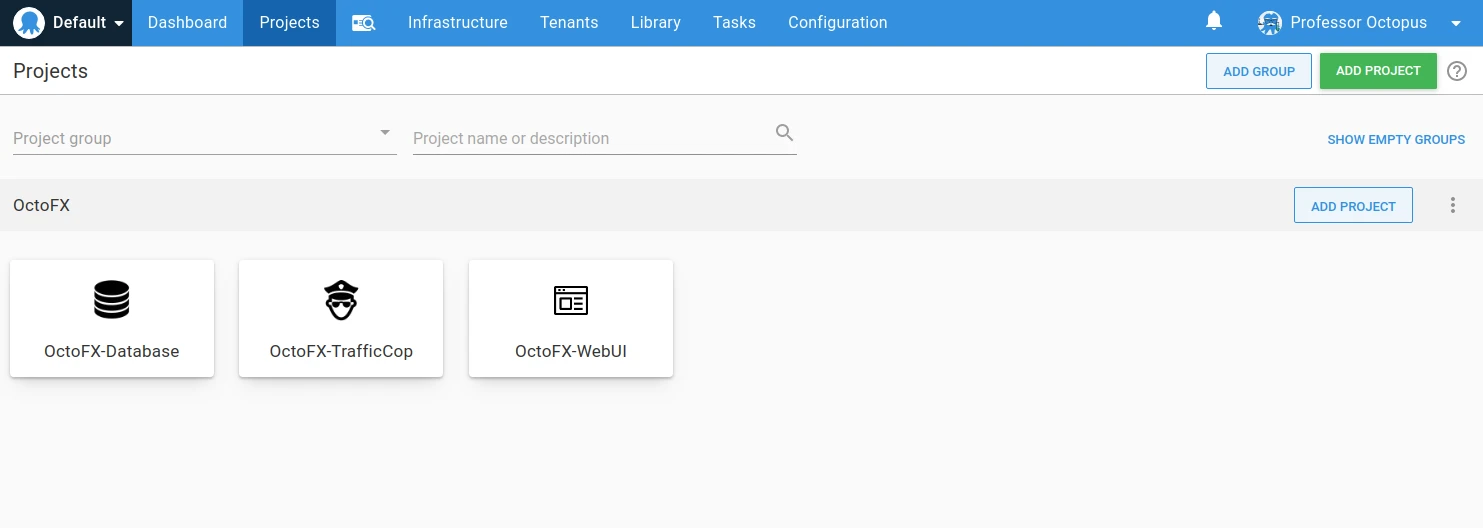 Default Dashboard Projects Infrastructure Tenants Library Tasks Configuration Professor Octopus
Projects ADD GROUP ADD PROJECT
Project group Project name or description SHOW EMPTY GROUPS
OctoFX ADD PROJECT
OctoFX-Database OctoFX-TrafficCop OctoFX-WebUI